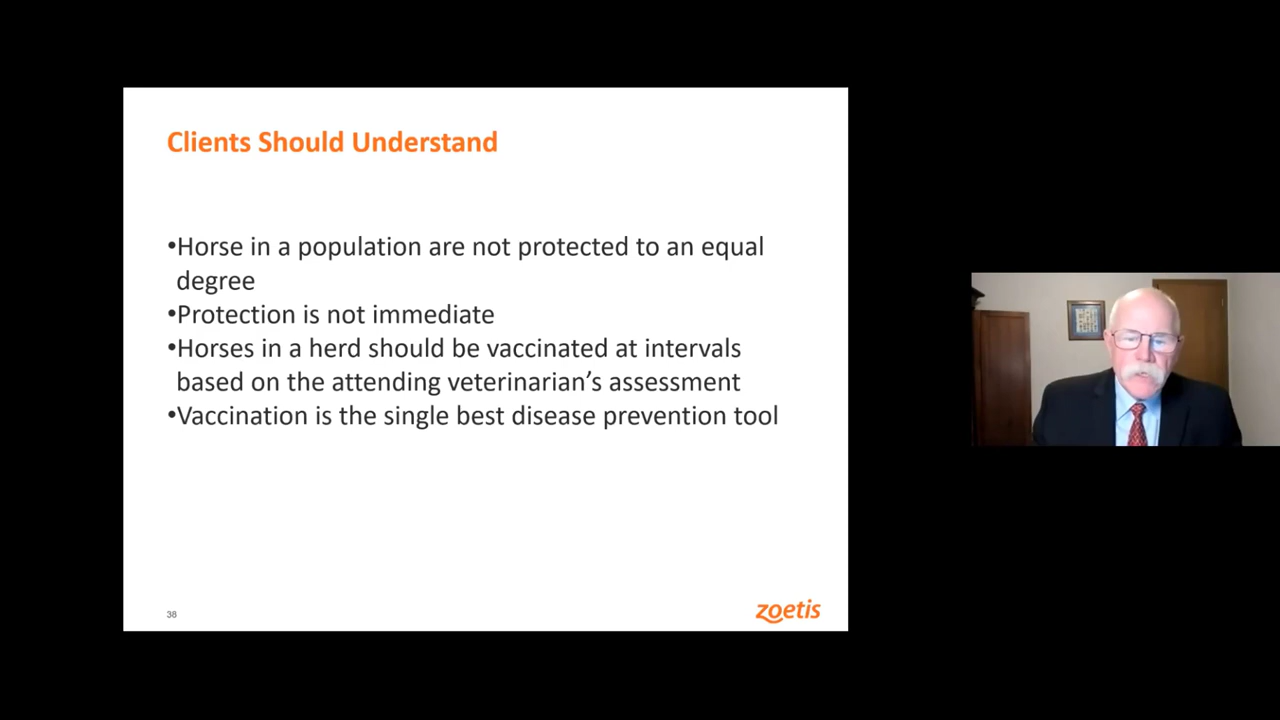 Clients Should Understand
•Horse in a population are not protected to an equal
degree
•Protection is not immediate
•Horses in a herd should be vaccinated at intervals
based on the attending veterinarian’s assessment
•Vaccination is the single best disease prevention tool
38
zoetis